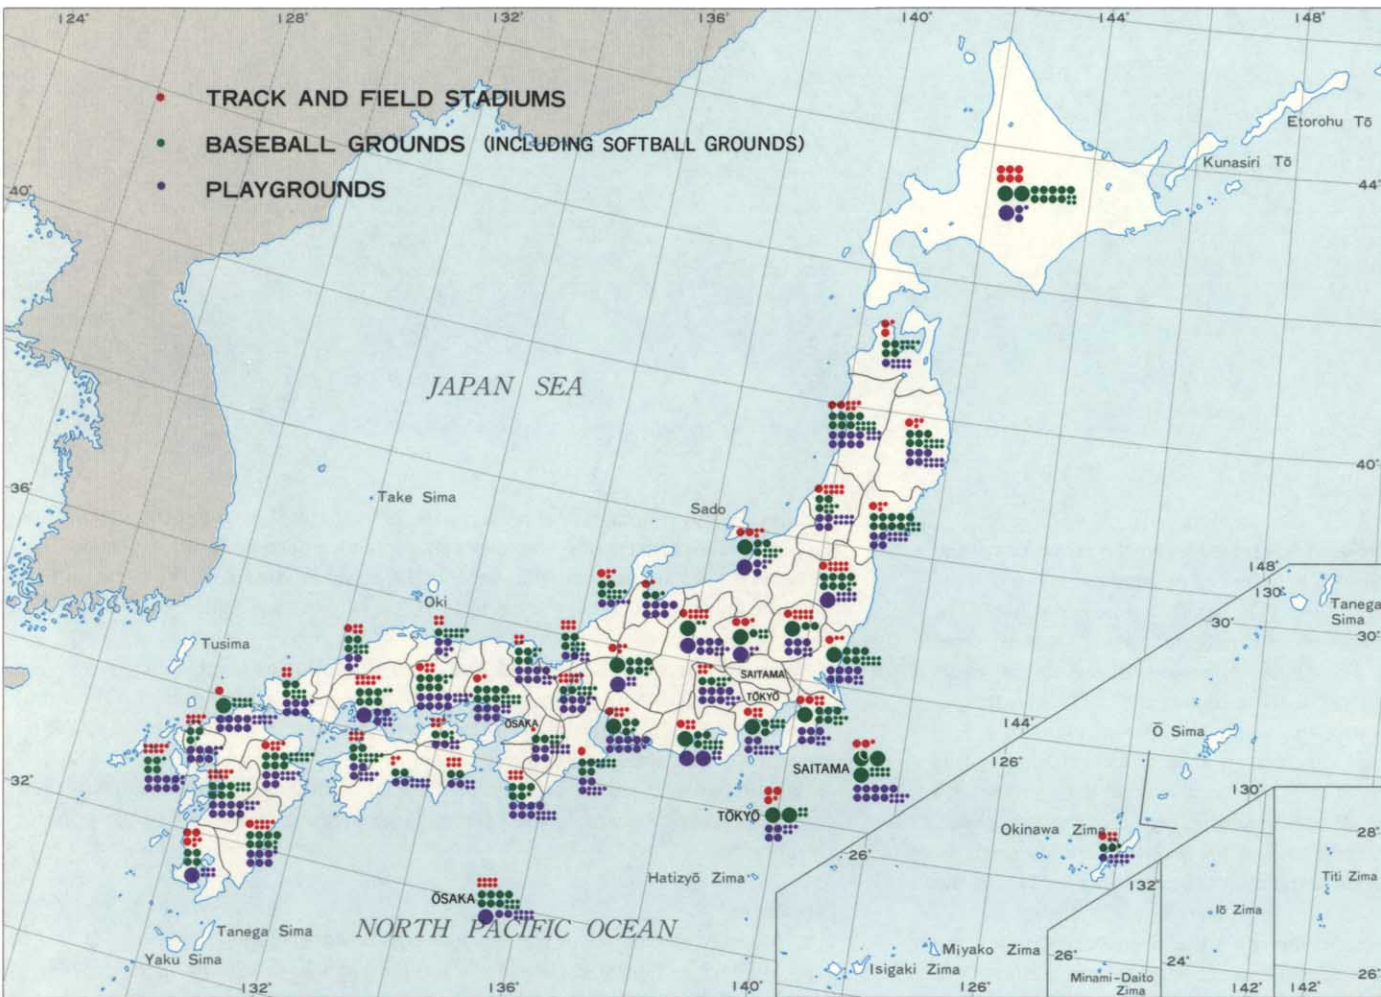 124°
128°
132°
136°
140°
144°
148°
TRACK AND FIELD STADIUMS
BASEBALL GROUNDS (INCLUDING SOFTBALL GROUNDS)
PLAYGROUNDS
Etorohu Tō
Kunasiri Tō
40°
44°
JAPAN SEA
40°
36°
Take Sima
Sado
148°
130°
Tanega
Sima
30°
30°
Oki
Tusima
SAITAMA
TŌKYŌ
ŌSAKA
144°
Ō Sima
126°
SAITAMA
32°
130°
TŌKYŌ
Okinawa Zima
28°
26°
132°
Hatizyō Zima
Titi Zima
ŌSAKA
Iō Zima
NORTH PACIFIC OCEAN
Tanega Sima
Miyako Zima
Yaku Sima
Isigaki Zima
26°
24°
26°
Minami-Daito
Zima
132°
136°
140°
126°
142°
142°